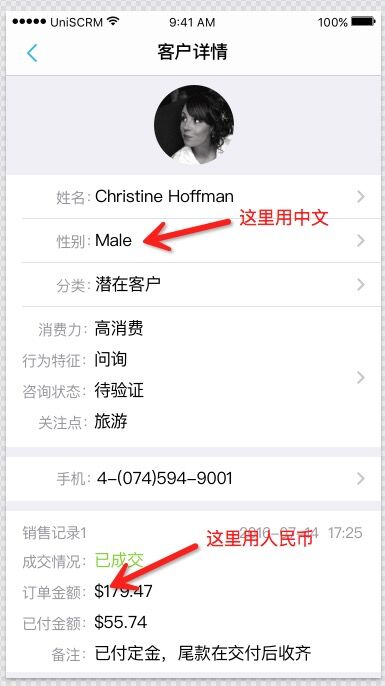 UniSCRM 9:41 AM 100%
客户详情
姓名: Christine Hoffman
这里用中文
性别: Male
分类: 潜在客户
消费力: 高消费
行为特征: 问询
咨询状态: 待验证
关注点: 旅游
手机: 4-(074)594-9001
销售记录1 2016-07-14 17:25
这里用人民币
成交情况: 已成交
订单金额: $179.47
已付金额: $55.74
备注: 已付定金，尾款在交付后收齐